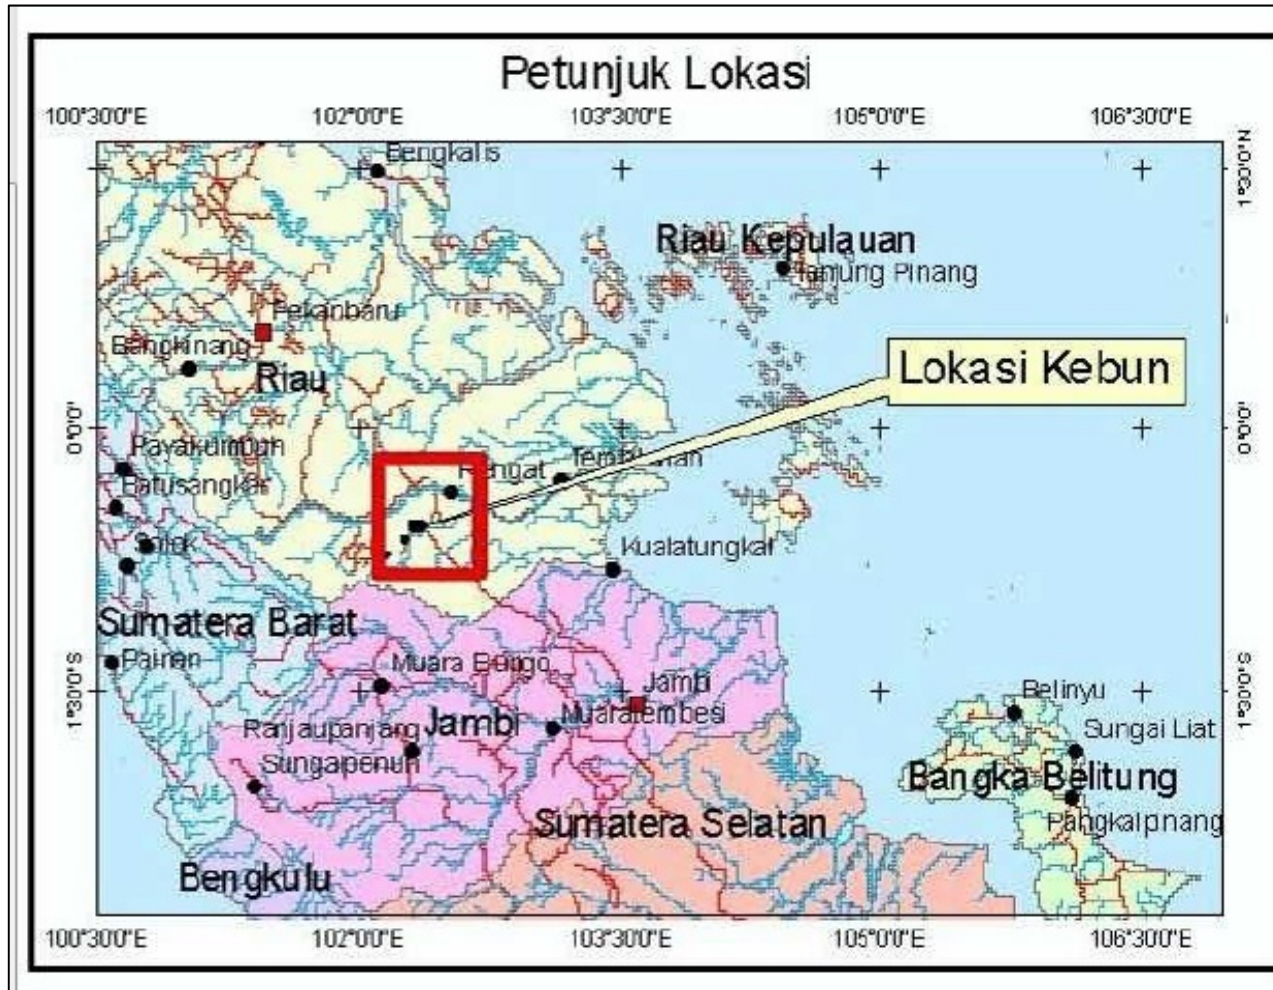 Petunjuk Lokasi
100°30'0"E 102°0'0"E 103°30'0"E 105°0'0"E 106°30'0"E
1°30'0"N
Bengkalis
Riau Kepulauan
Tanjung Pinang
Pekanbaru
Bangkinang
Riau
Lokasi Kebun
0°0'0"
0°0'0"
Payakumbuh
Rengat
Tembilahan
Batusangkar
Solok
Kualatungkal
Sumatera Barat
Painan
Muara Bungo
Jambi
Belinyu
1°30'0"S
1°30'0"S
Ranjaupanjang
Jambi
Muaratembesi
Sungai Liat
Sungapenuh
Bangka Belitung
Sumatera Selatan
Pangkalpinang
Bengkulu
100°30'0"E 102°0'0"E 103°30'0"E 105°0'0"E 106°30'0"E